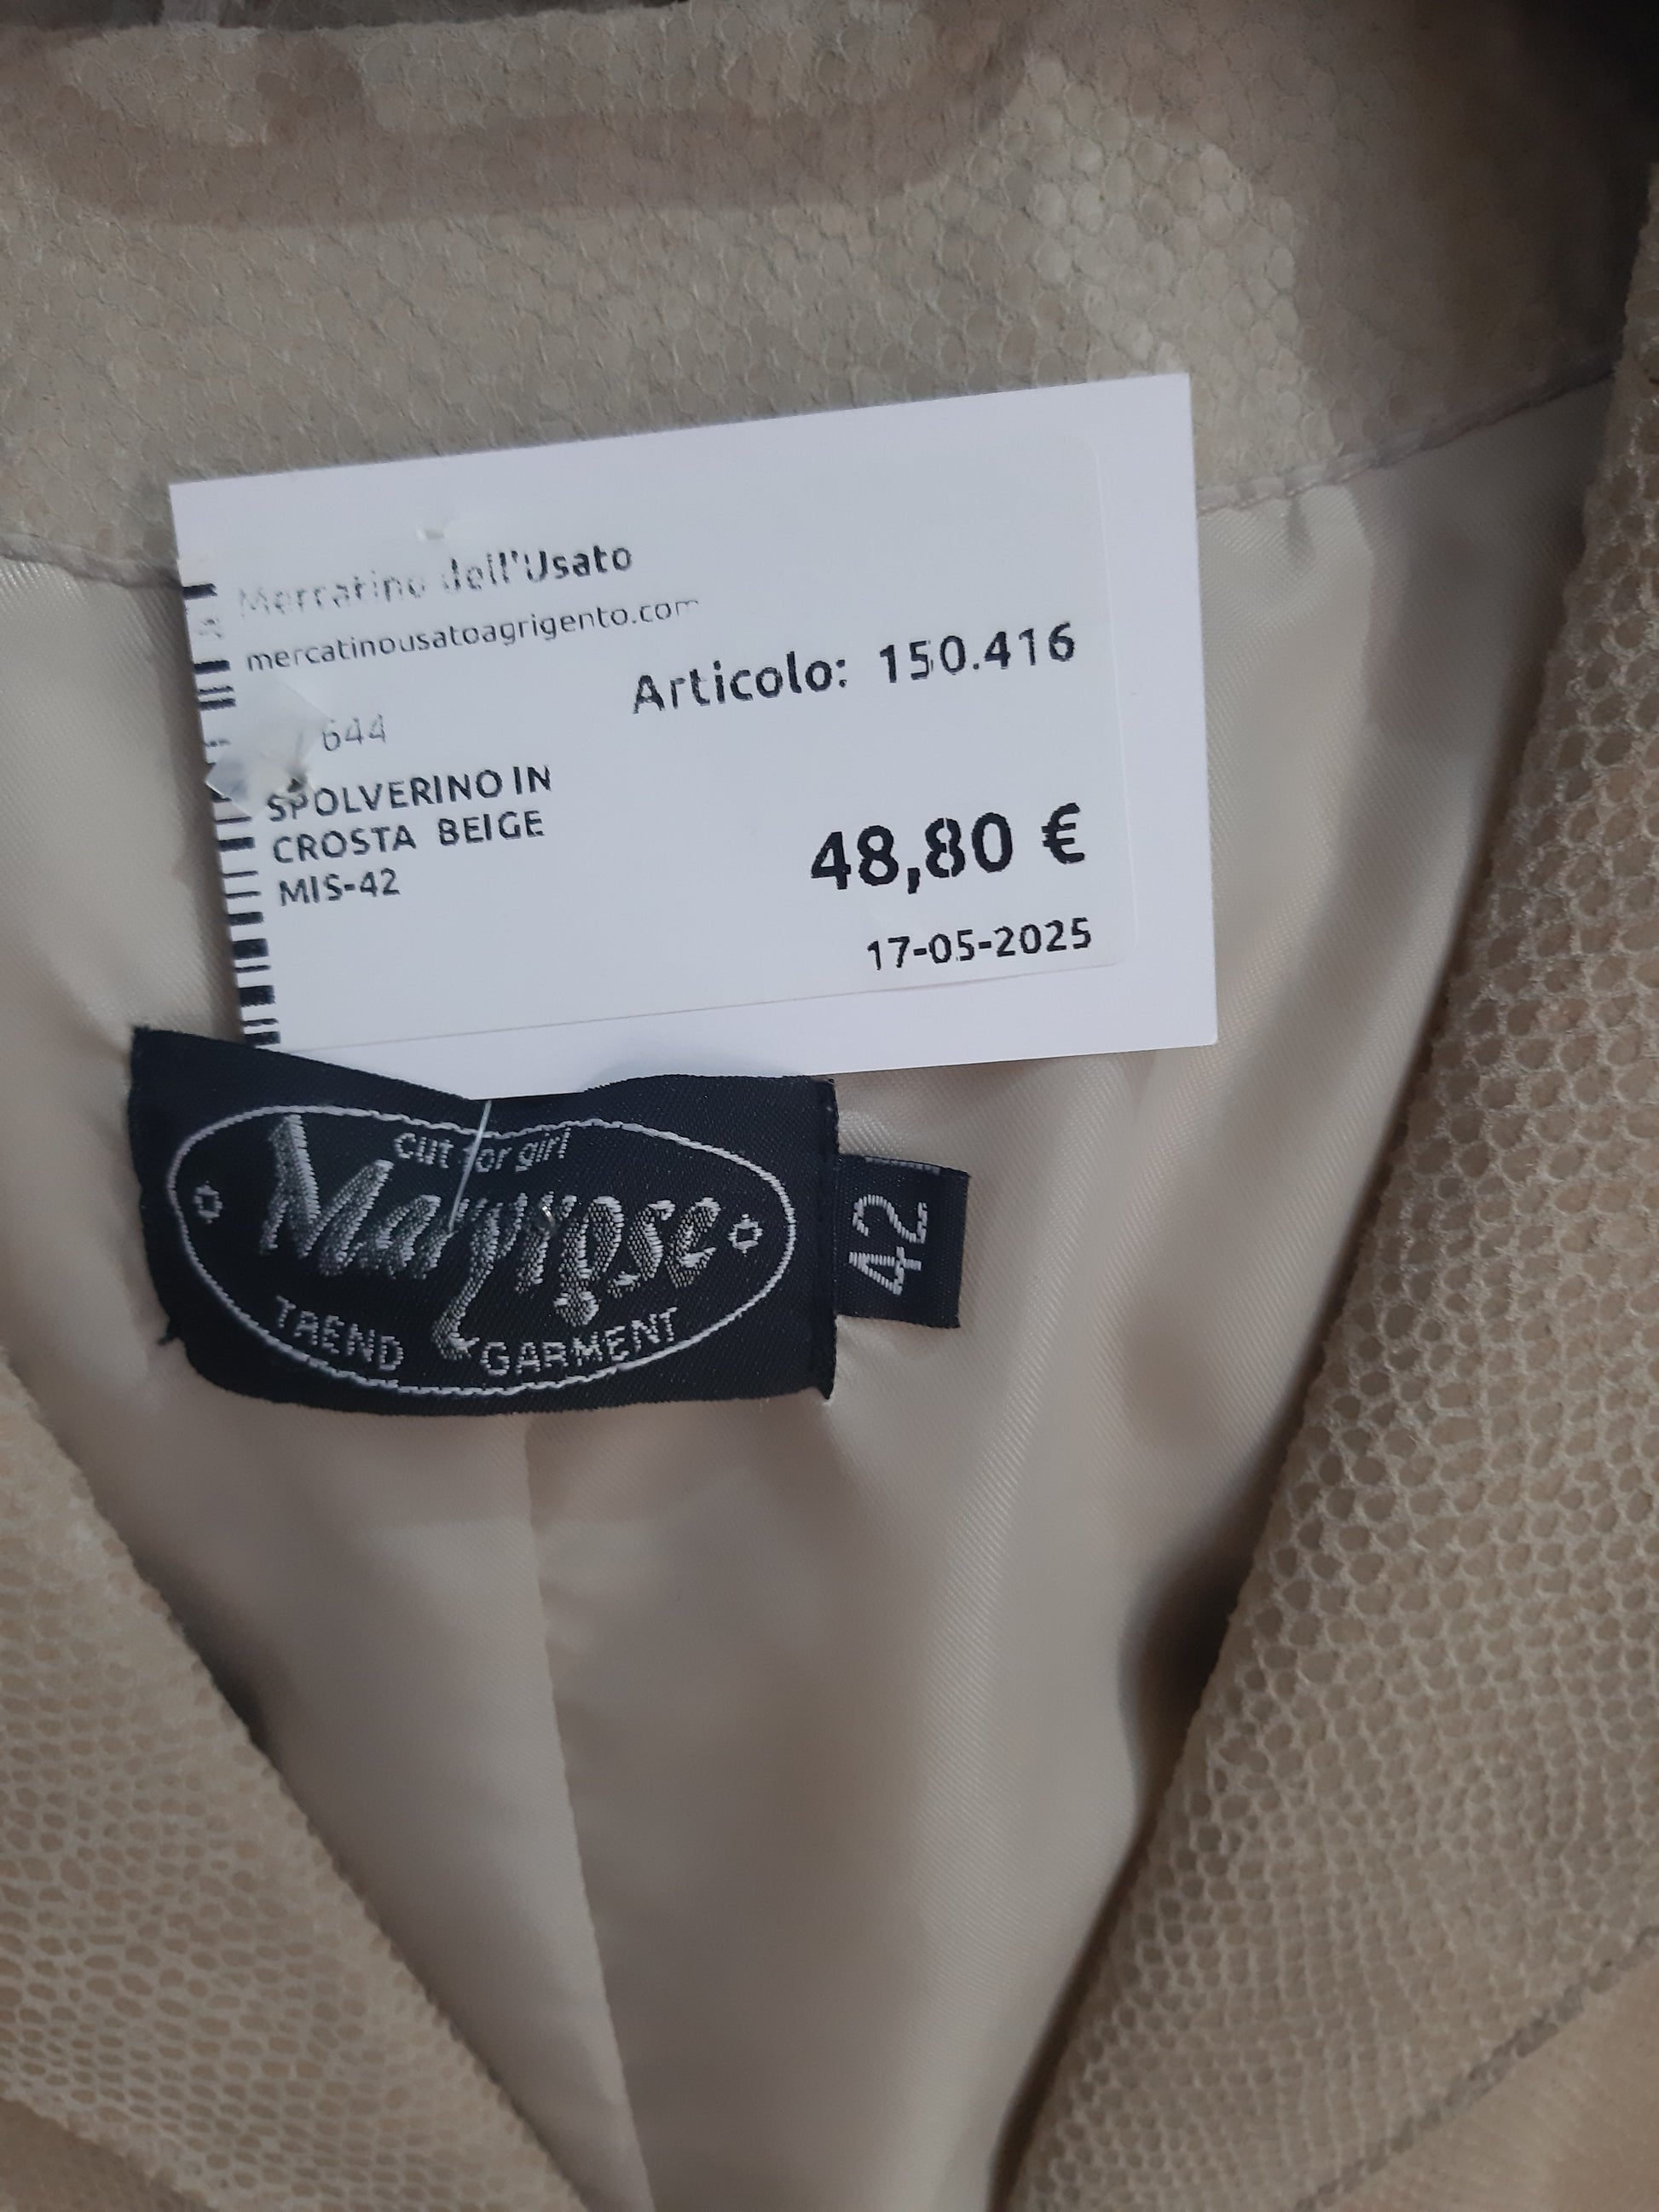 Mercatino dell'Usato
mercatinousatoagrigento.com
Articolo: 150.416
644
SPOLVERINO IN
CROSTA BEIGE
MIS-42
48,80 €
17-05-2025
cut for girl
Maryrose
TREND GARMENT
42